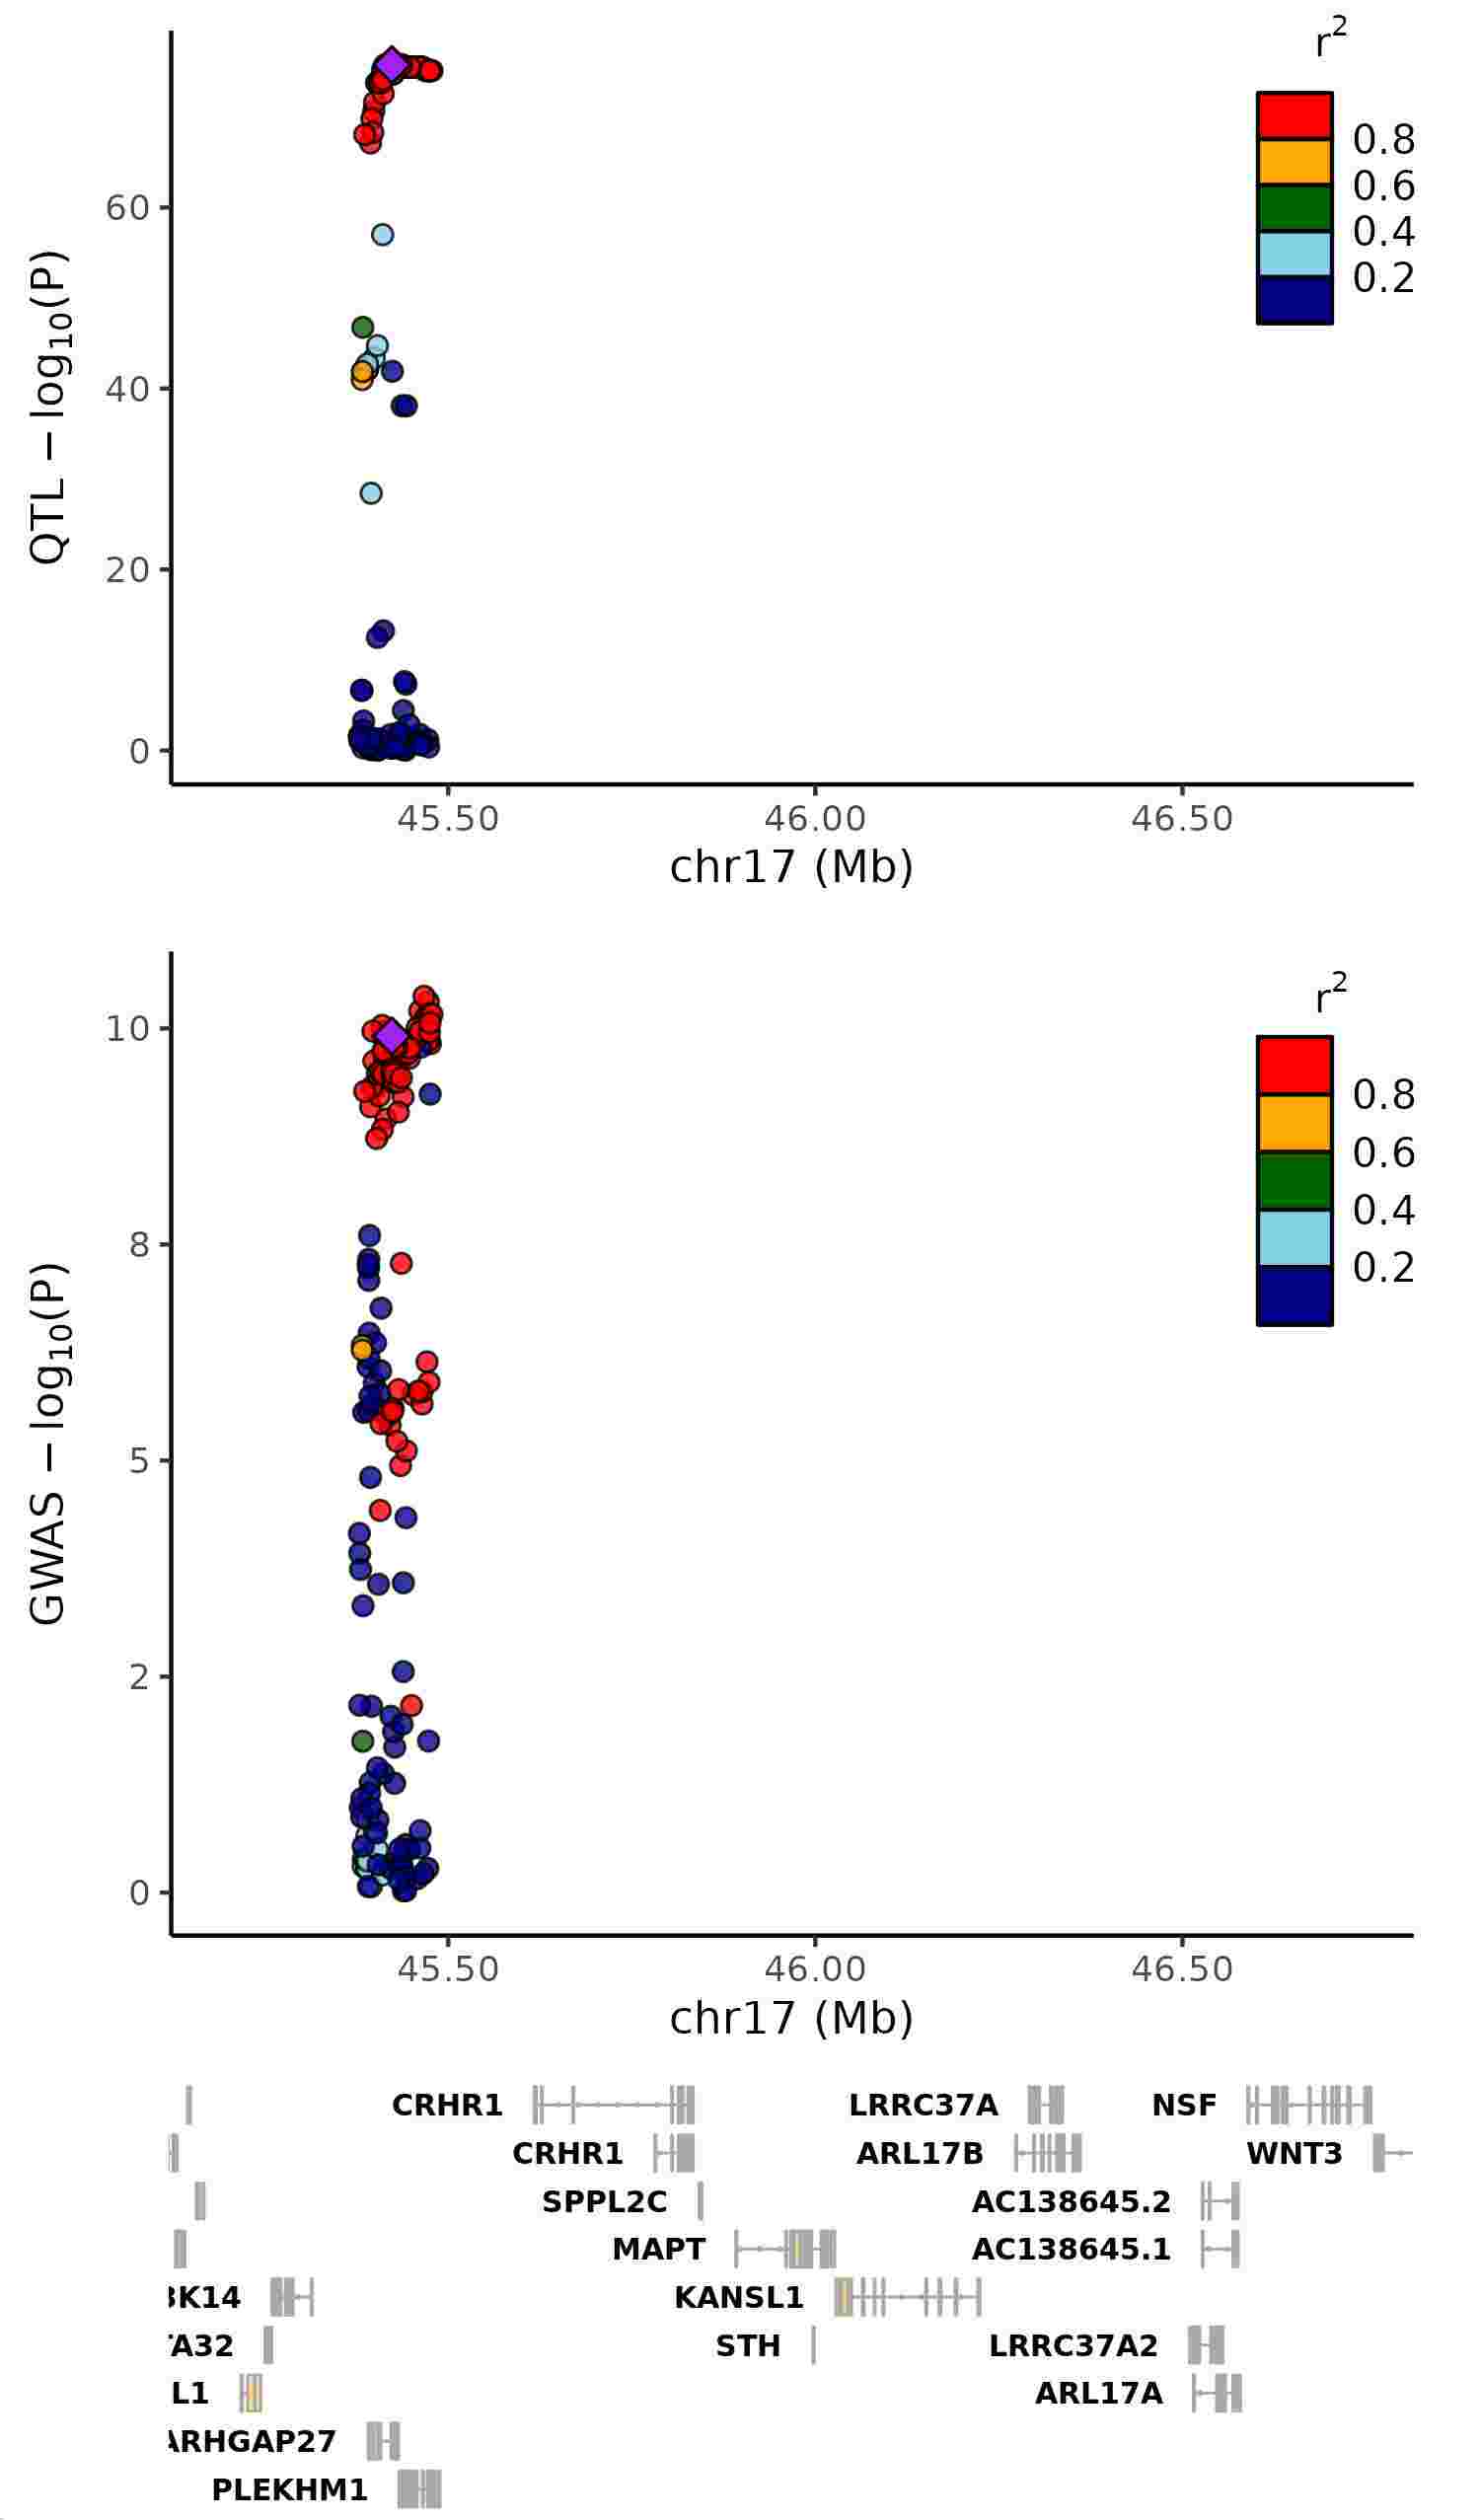 r²
0.8
0.6
0.4
0.2
60
40
20
0
QTL −log₁₀(P)
45.50 46.00 46.50
chr17 (Mb)
r²
0.8
0.6
0.4
0.2
10
8
5
2
0
GWAS −log₁₀(P)
45.50 46.00 46.50
chr17 (Mb)
CRHR1 LRRC37A NSF
CRHR1 ARL17B WNT3
SPPL2C AC138645.2
MAPT AC138645.1
K14 KANSL1
TA32 STH LRRC37A2
L1 ARL17A
ARHGAP27
PLEKHM1